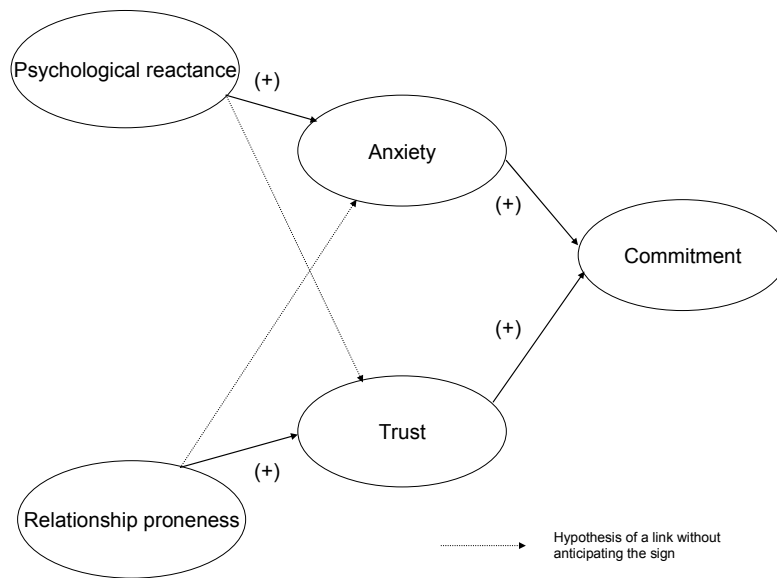 Psychological reactance
(+)
Anxiety
(+)
Commitment
(+)
Trust
(+)
Relationship proneness
Hypothesis of a link without
anticipating the sign